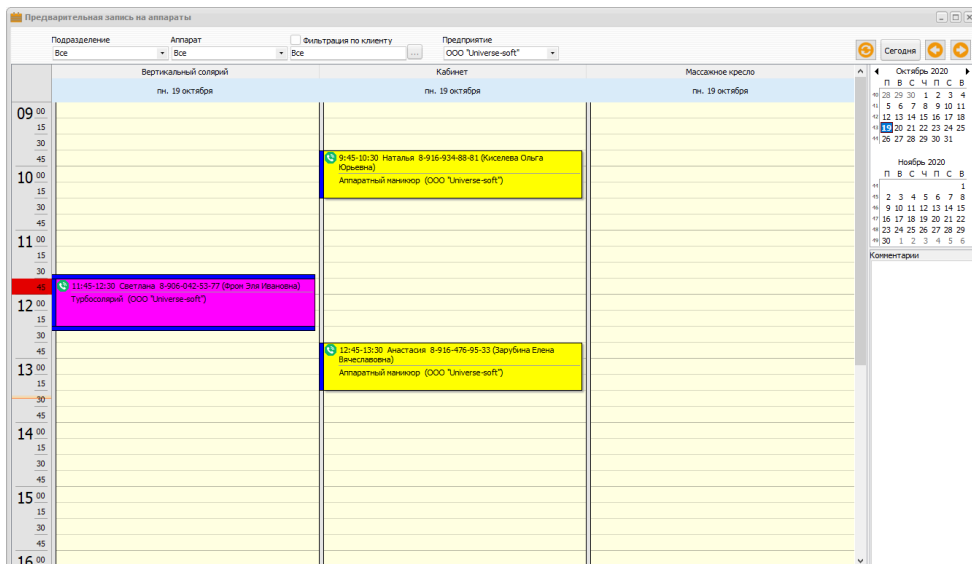 Предварительная запись на аппараты
Подразделение Аппарат Фильтрация по клиенту Предприятие
Все Все Все ... ООО "Universe-soft" Сегодня
Вертикальный солярий Кабинет Массажное кресло
пн. 19 октября пн. 19 октября пн. 19 октября
09 00
15
30
45
10 00
15
30
45
11 00
15
30
45
12 00
15
30
45
13 00
15
30
45
14 00
15
30
45
15 00
15
30
45
16 00
9:45-10:30 Наталья 8-916-934-88-81 (Киселева Ольга
Юрьевна)
Аппаратный маникюр (ООО "Universe-soft")
11:45-12:30 Светлана 8-906-042-53-77 (Фрон Эля Ивановна)
Турбосолярий (ООО "Universe-soft")
12:45-13:30 Анастасия 8-916-476-95-33 (Зарубина Елена
Вячеславовна)
Аппаратный маникюр (ООО "Universe-soft")
Октябрь 2020
П В С Ч П С В
40 28 29 30 1 2 3 4
41 5 6 7 8 9 10 11
42 12 13 14 15 16 17 18
43 19 20 21 22 23 24 25
44 26 27 28 29 30 31
Ноябрь 2020
П В С Ч П С В
44 1
45 2 3 4 5 6 7 8
46 9 10 11 12 13 14 15
47 16 17 18 19 20 21 22
48 23 24 25 26 27 28 29
49 30 1 2 3 4 5 6
Комментарии